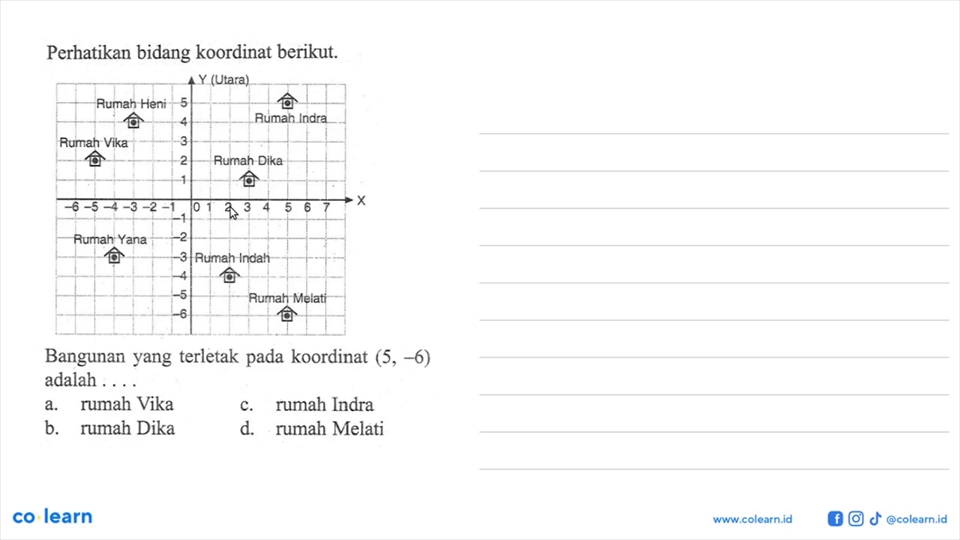 Perhatikan bidang koordinat berikut.
Y (Utara)
Rumah Heni 5
Rumah Indra
4
Rumah Vika 3
2 Rumah Dika
1
X
-6 -5 -4 -3 -2 -1 0 1 2 3 4 5 6 7
-1
Rumah Yana -2
-3 Rumah Indah
-4
-5 Rumah Melati
-6
Bangunan yang terletak pada koordinat (5, -6)
adalah . . . .
a. rumah Vika c. rumah Indra
b. rumah Dika d. rumah Melati
co learn
www.colearn.id @colearn.id